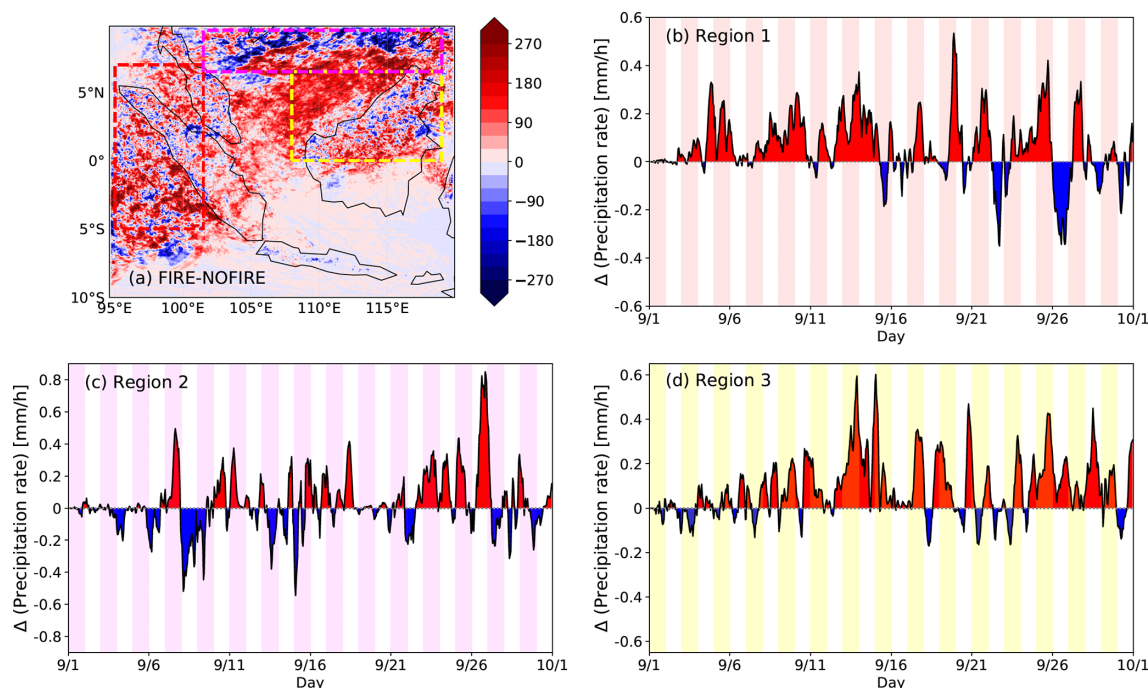 270
180
90
0
−90
−180
−270
5°N
0°
5°S
10°S
95°E
100°E
105°E
110°E
115°E
(a) FIRE-NOFIRE
(b) Region 1
Δ (Precipitation rate) [mm/h]
0.6
0.4
0.2
0
-0.2
-0.4
-0.6
9/1
9/6
9/11
9/16
9/21
9/26
10/1
Day
(c) Region 2
Δ (Precipitation rate) [mm/h]
0.8
0.6
0.4
0.2
0
-0.2
-0.4
-0.6
-0.8
9/1
9/6
9/11
9/16
9/21
9/26
10/1
Day
(d) Region 3
Δ (Precipitation rate) [mm/h]
0.6
0.4
0.2
0
-0.2
-0.4
-0.6
9/1
9/6
9/11
9/16
9/21
9/26
10/1
Day